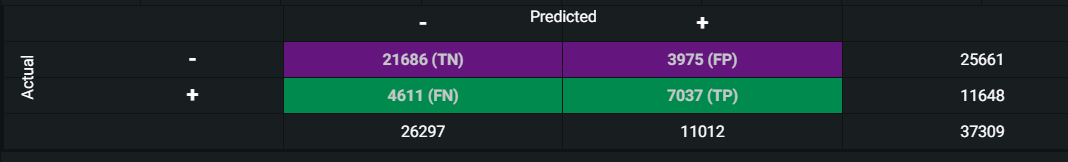 Predicted
- +
Actual
- 21686 (TN) 3975 (FP) 25661
+ 4611 (FN) 7037 (TP) 11648
26297 11012 37309